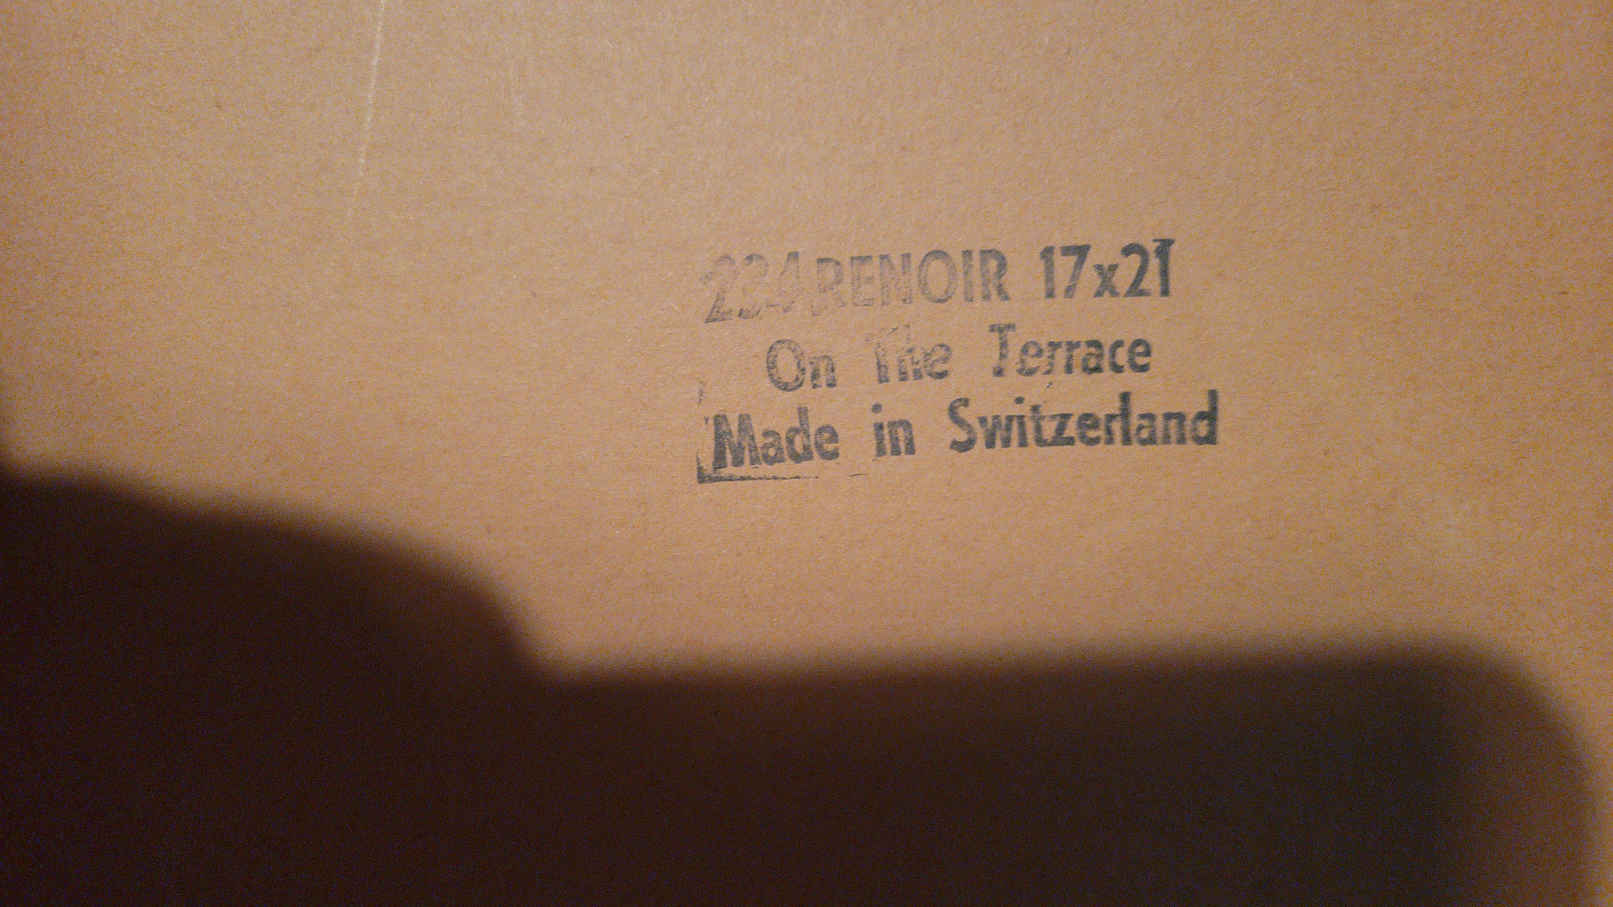 234 RENOIR 17x21
On The Terrace
Made in Switzerland